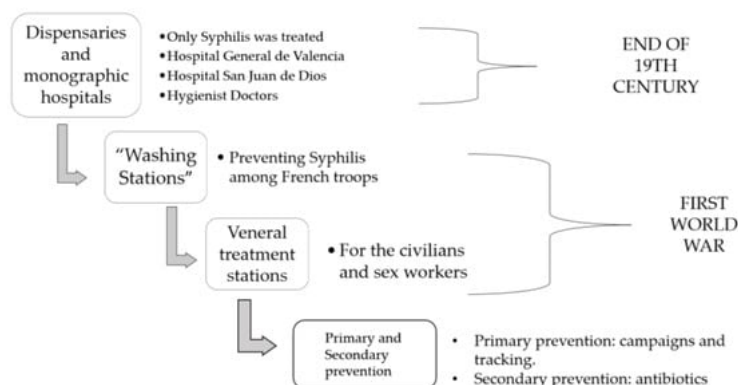 Dispensaries
and
monographic
hospitals
•Only Syphilis was treated
•Hospital General de Valencia
•Hospital San Juan de Dios
•Hygienist Doctors
END OF
19TH
CENTURY
"Washing
Stations"
• Preventing Syphilis
among French troops
Veneral
treatment
stations
• For the civilians
and sex workers
FIRST
WORLD
WAR
Primary and
Secondary
prevention
• Primary prevention: campaigns and
tracking.
• Secondary prevention: antibiotics